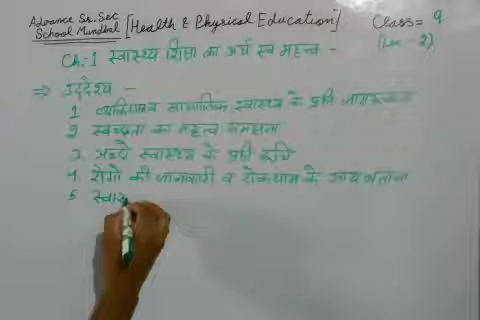 Advance Sr. Sec
School Mundhal [Health & Physical Education] Class = 9
(Lec - 2)
Ch:- 1 स्वास्थ्य शिक्षा का अर्थ एवं महत्व -
=> उद्देश्य -
1. व्यक्तिगत व सामाजिक स्वास्थ्य के प्रति जागरूकता
2. स्वच्छता का महत्व समझाना
3. अच्छे स्वास्थ्य के प्रति रूचि
4. रोगों की जानकारी व रोकथाम के उपाय बताना
5. स्वास